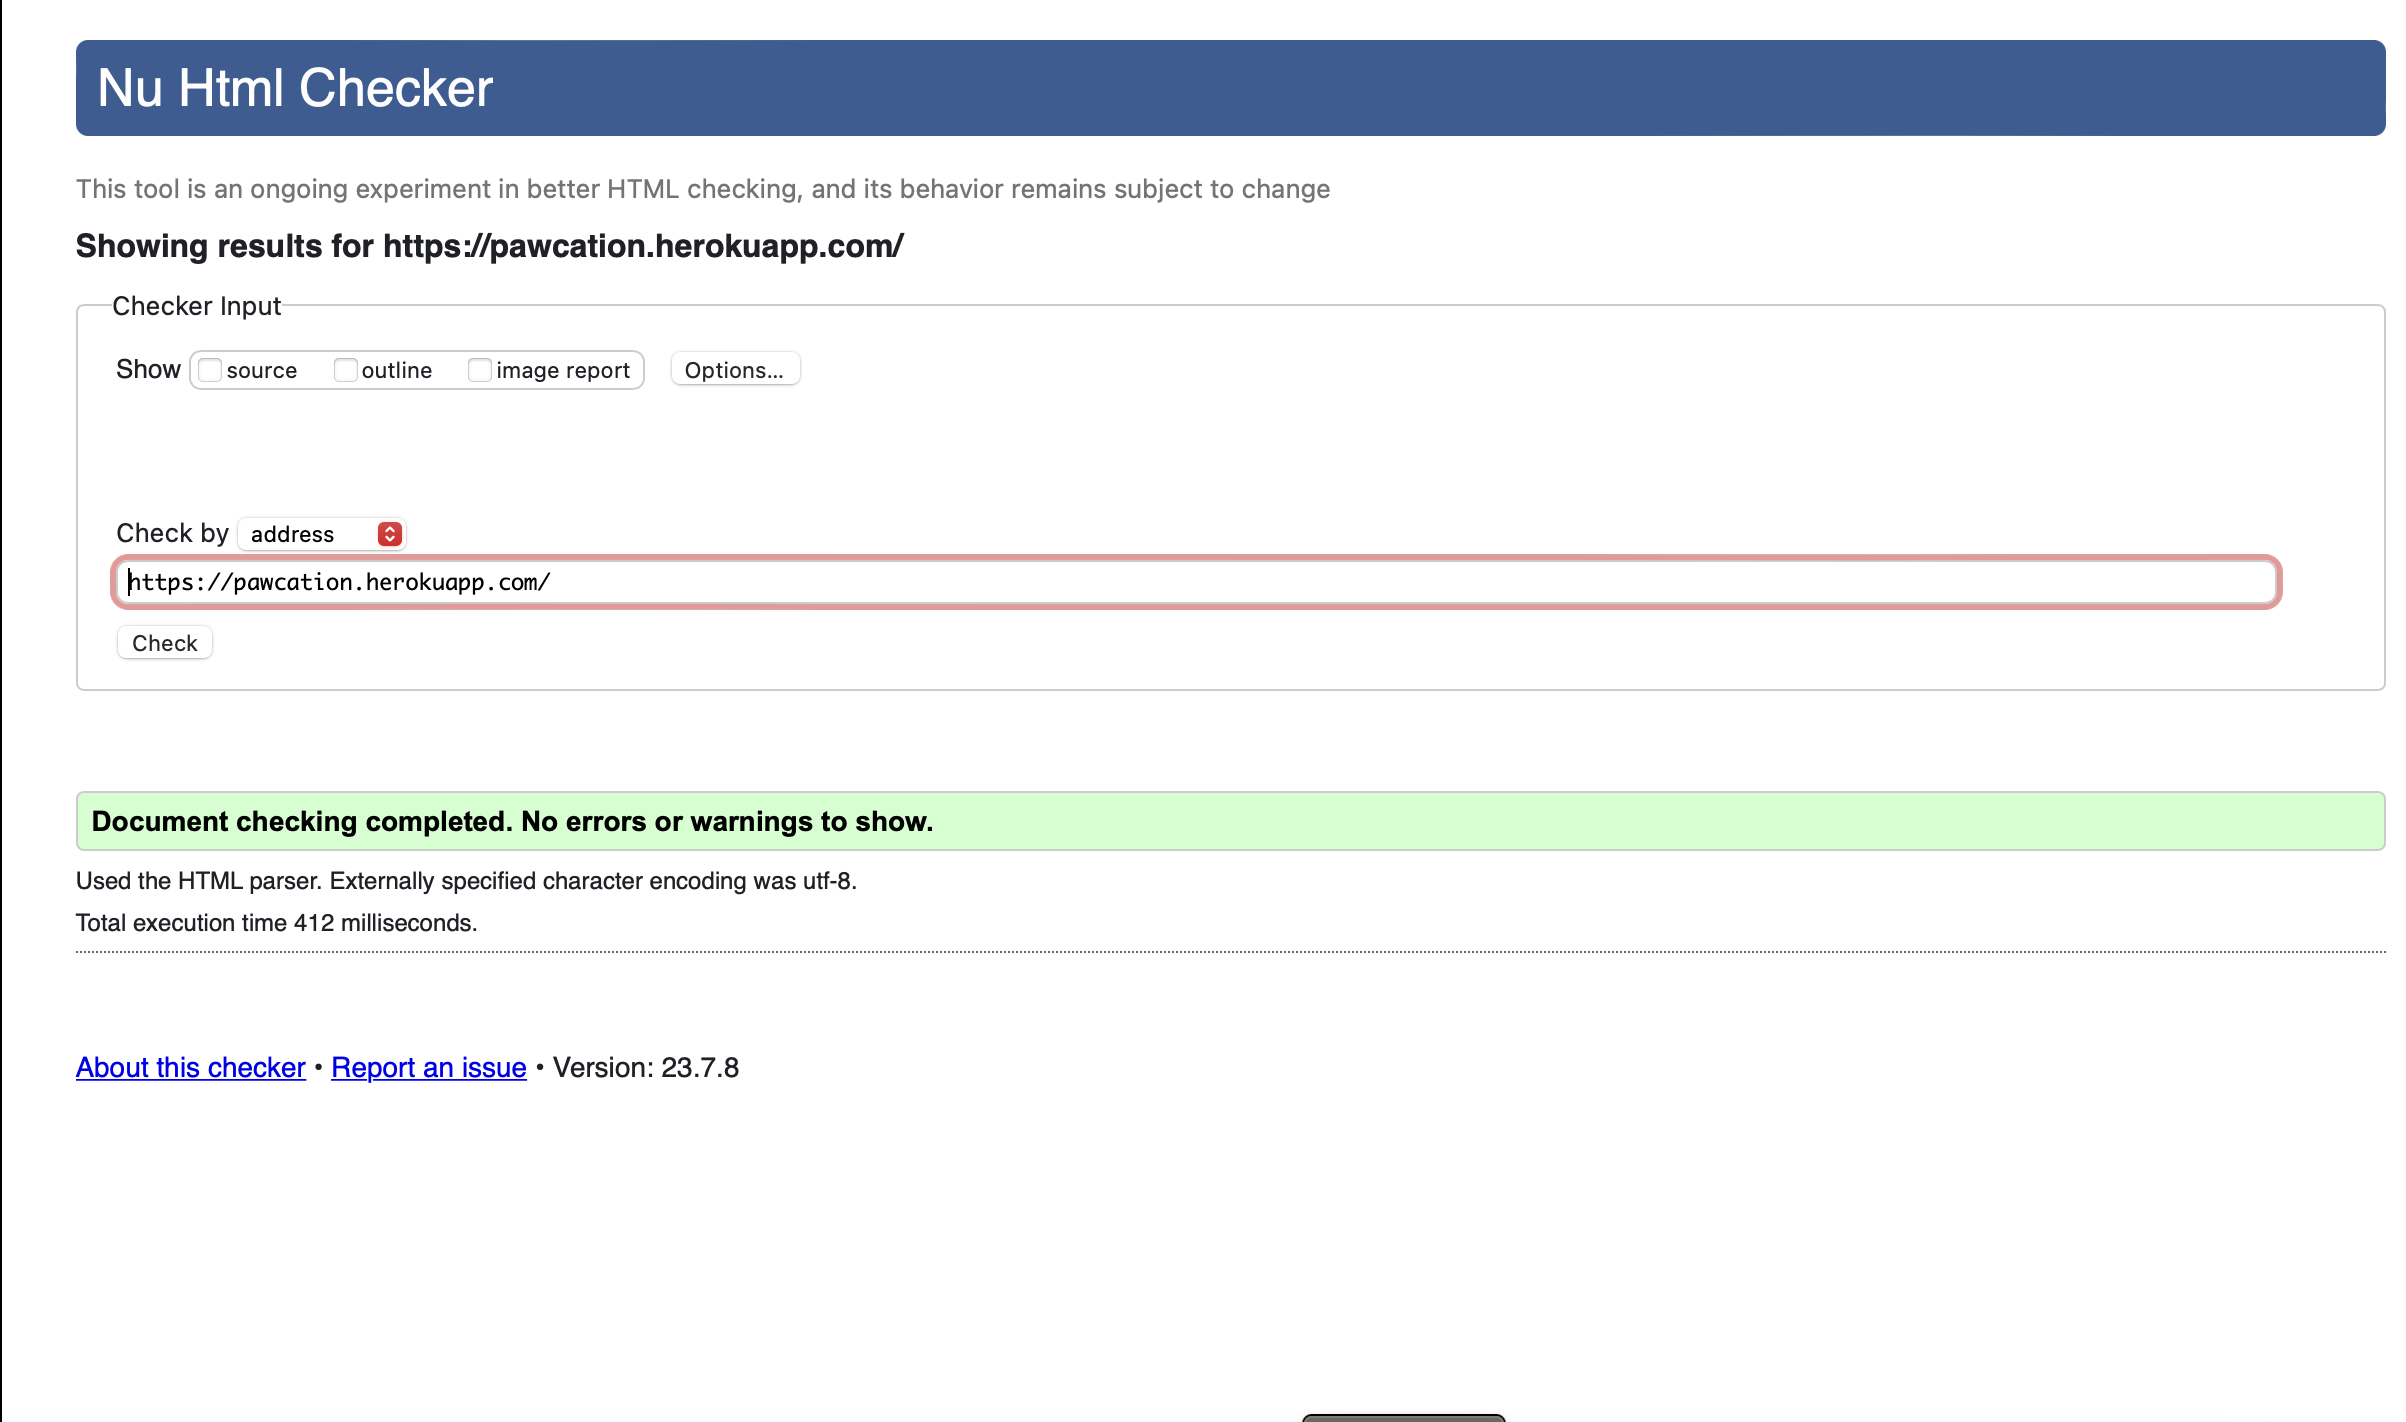 Nu Html Checker
This tool is an ongoing experiment in better HTML checking, and its behavior remains subject to change
Showing results for https://pawcation.herokuapp.com/
Checker Input
Show source outline image report Options...
Check by address
https://pawcation.herokuapp.com/
Check
Document checking completed. No errors or warnings to show.
Used the HTML parser. Externally specified character encoding was utf-8.
Total execution time 412 milliseconds.
About this checker • Report an issue • Version: 23.7.8